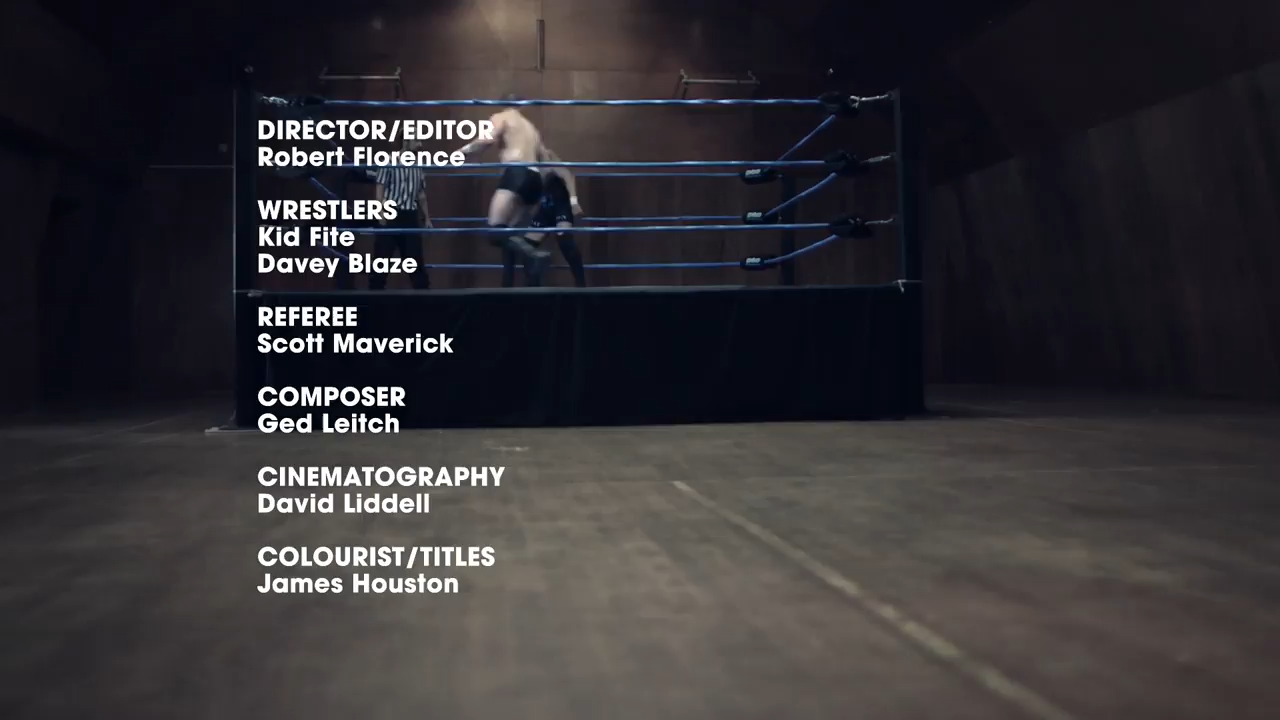 DIRECTOR/EDITOR
Robert Florence
WRESTLERS
Kid Fite
Davey Blaze
REFEREE
Scott Maverick
COMPOSER
Ged Leitch
CINEMATOGRAPHY
David Liddell
COLOURIST/TITLES
James Houston